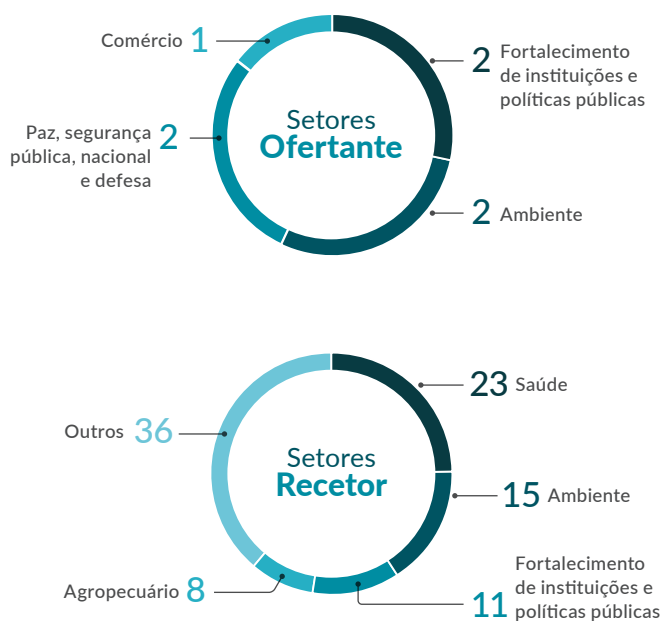 Comércio 1
2 Fortalecimento
de instituições e
políticas públicas
Paz, segurança 2
pública, nacional
e defesa
Setores
Ofertante
2 Ambiente
23 Saúde
Outros 36
Setores
Recetor
15 Ambiente
Agropecuário 8
11 Fortalecimento
de instituições e
políticas públicas